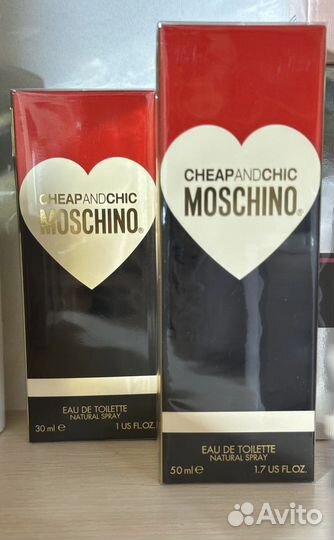 CHEAPANDCHIC
MOSCHINO®
EAU DE TOILETTE
NATURAL SPRAY
30 ml e 1 US FL.OZ.
CHEAPANDCHIC
MOSCHINO®
EAU DE TOILETTE
NATURAL SPRAY
50 ml e 1.7 US FL.OZ.
Avito